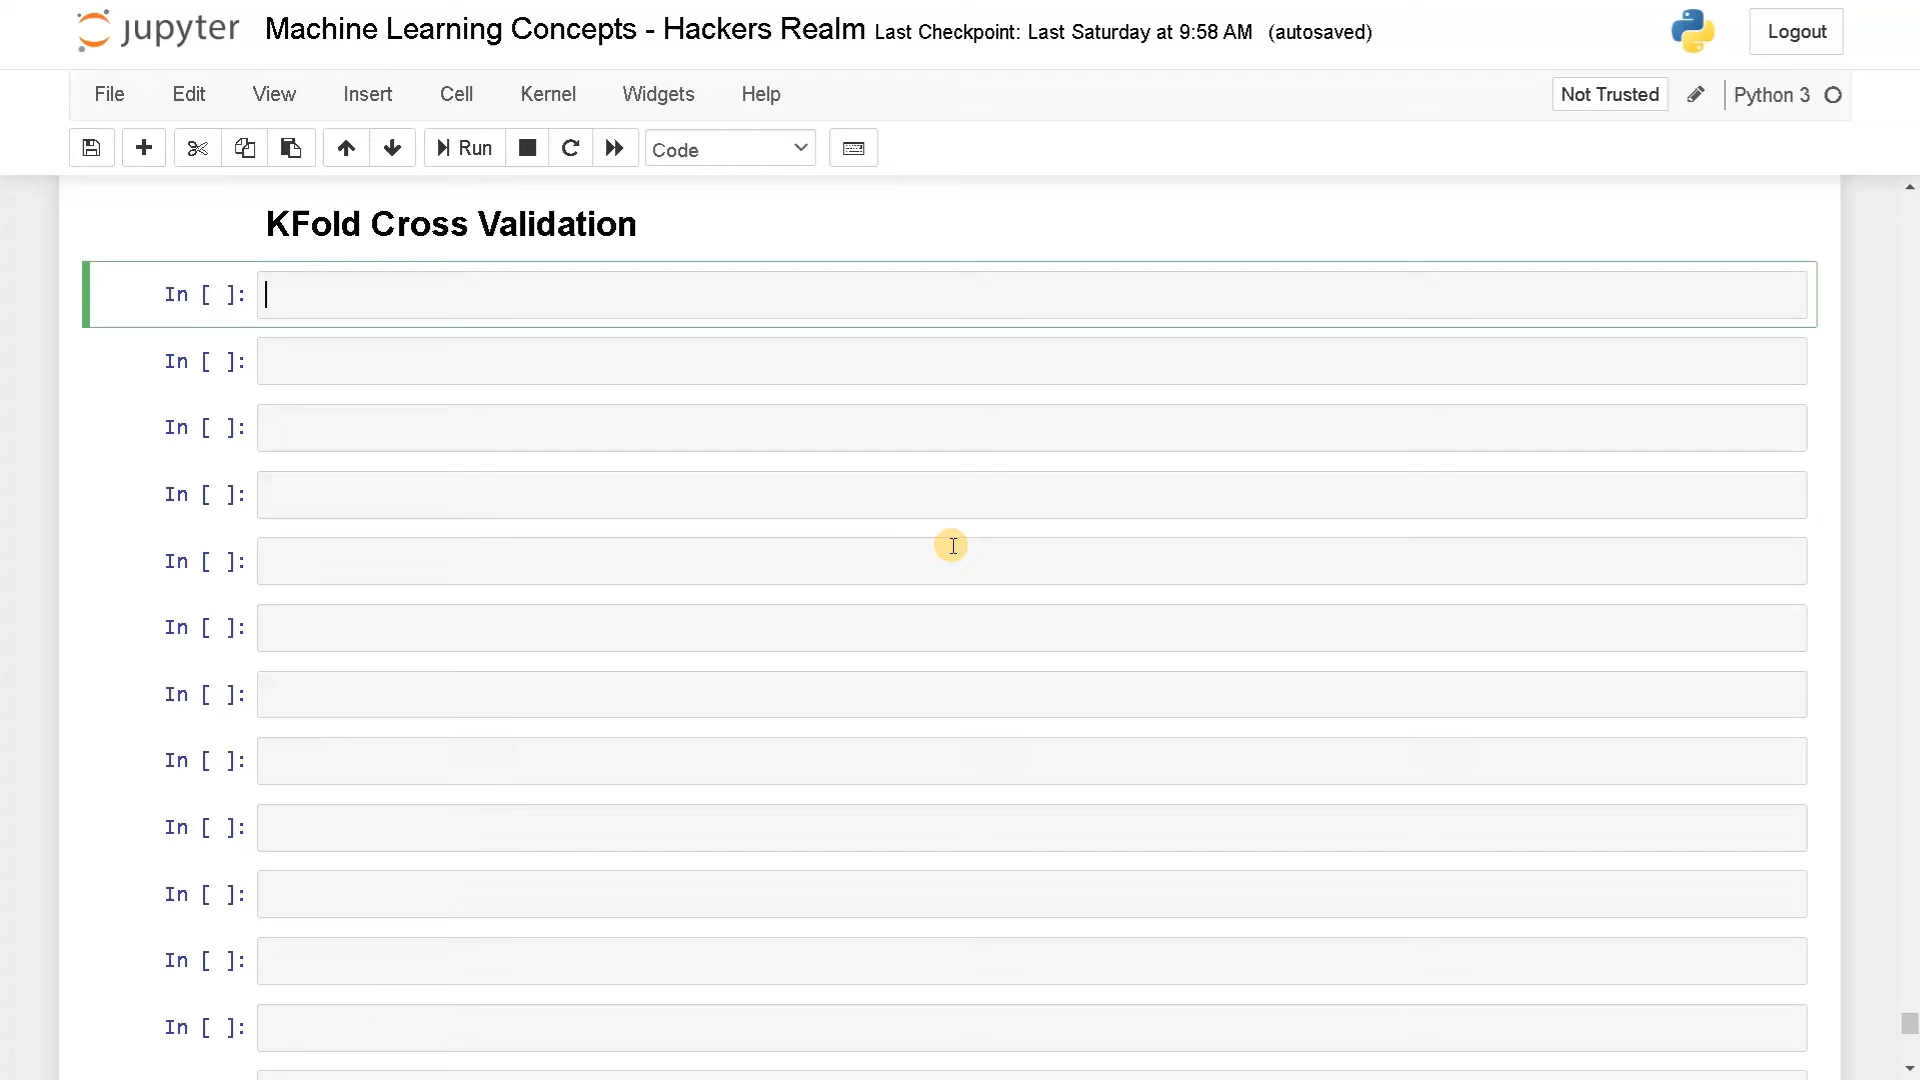 jupyter Machine Learning Concepts - Hackers Realm Last Checkpoint: Last Saturday at 9:58 AM (autosaved) Logout
File Edit View Insert Cell Kernel Widgets Help Not Trusted Python 3
Run Code
KFold Cross Validation
In [ ]:
In [ ]:
In [ ]:
In [ ]:
In [ ]:
In [ ]:
In [ ]:
In [ ]:
In [ ]:
In [ ]:
In [ ]:
In [ ]: